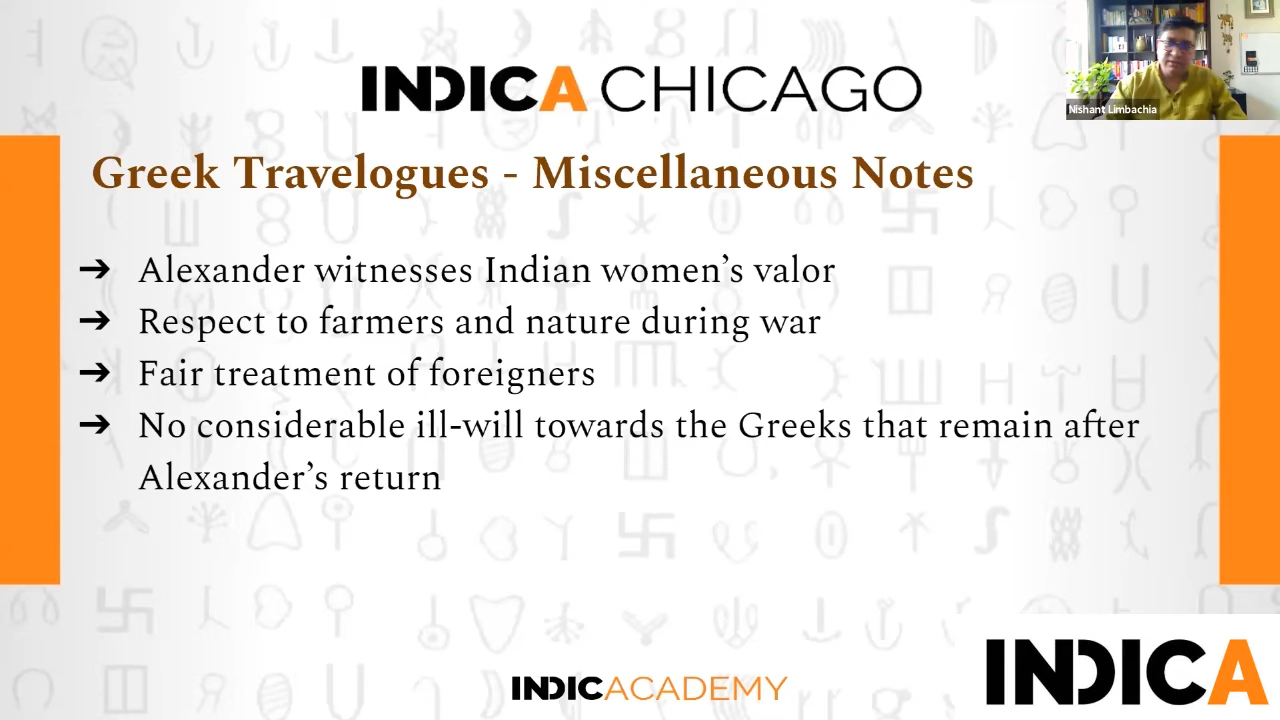 INDICA CHICAGO
Nishant Limbachia
Greek Travelogues - Miscellaneous Notes
➔ Alexander witnesses Indian women’s valor
➔ Respect to farmers and nature during war
➔ Fair treatment of foreigners
➔ No considerable ill-will towards the Greeks that remain after
Alexander’s return
INDICACADEMY
INDICA